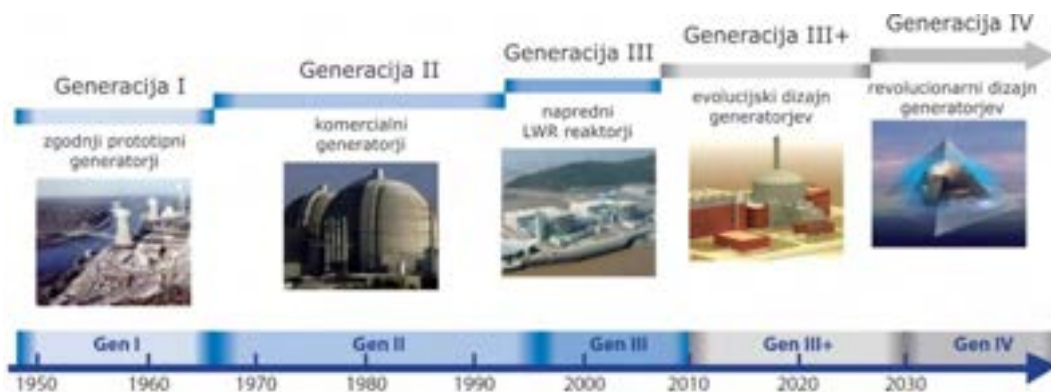 Generacija I
zgodnji prototipni
generatorji
Generacija II
komercialni
generatorji
Generacija III
napredni
LWR reaktorji
Generacija III+
evolucijski dizajn
generatorjev
Generacija IV
revolucionarni dizajn
generatorjev
Gen I
Gen II
Gen III
Gen III+
Gen IV
1950
1960
1970
1980
1990
2000
2010
2020
2030